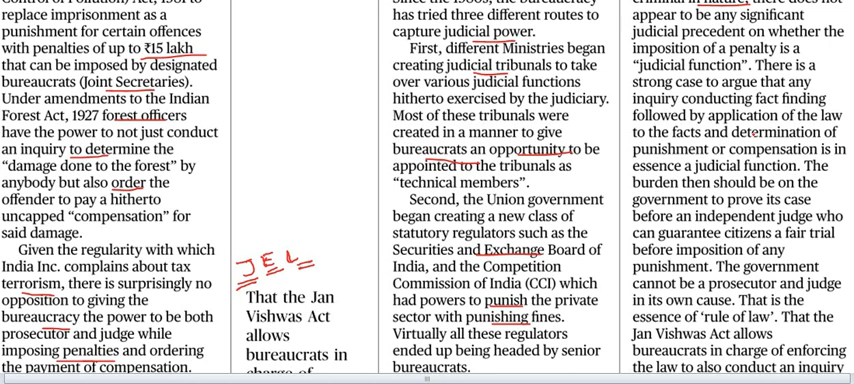 replace imprisonment as a
punishment for certain offences
with penalties of up to ₹15 lakh
that can be imposed by designated
bureaucrats (Joint Secretaries).
Under amendments to the Indian
Forest Act, 1927 forest officers
have the power to not just conduct
an inquiry to determine the
“damage done to the forest” by
anybody but also order the
offender to pay a hitherto
uncapped “compensation” for
said damage.
Given the regularity with which
India Inc. complains about tax
terrorism, there is surprisingly no
opposition to giving the
bureaucracy the power to be both
prosecutor and judge while
imposing penalties and ordering
the payment of compensation.
JEL
That the Jan
Vishwas Act
allows
bureaucrats in
charge of
has tried three different routes to
capture judicial power.
First, different Ministries began
creating judicial tribunals to take
over various judicial functions
hitherto exercised by the judiciary.
Most of these tribunals were
created in a manner to give
bureaucrats an opportunity to be
appointed to the tribunals as
“technical members”.
Second, the Union government
began creating a new class of
statutory regulators such as the
Securities and Exchange Board of
India, and the Competition
Commission of India (CCI) which
had powers to punish the private
sector with punishing fines.
Virtually all these regulators
ended up being headed by senior
bureaucrats.
appear to be any significant
judicial precedent on whether the
imposition of a penalty is a
“judicial function”. There is a
strong case to argue that any
inquiry conducting fact finding
followed by application of the law
to the facts and determination of
punishment or compensation is in
essence a judicial function. The
burden then should be on the
government to prove its case
before an independent judge who
can guarantee citizens a fair trial
before imposition of any
punishment. The government
cannot be a prosecutor and judge
in its own cause. That is the
essence of ‘rule of law’. That the
Jan Vishwas Act allows
bureaucrats in charge of enforcing
the law to also conduct an inquiry